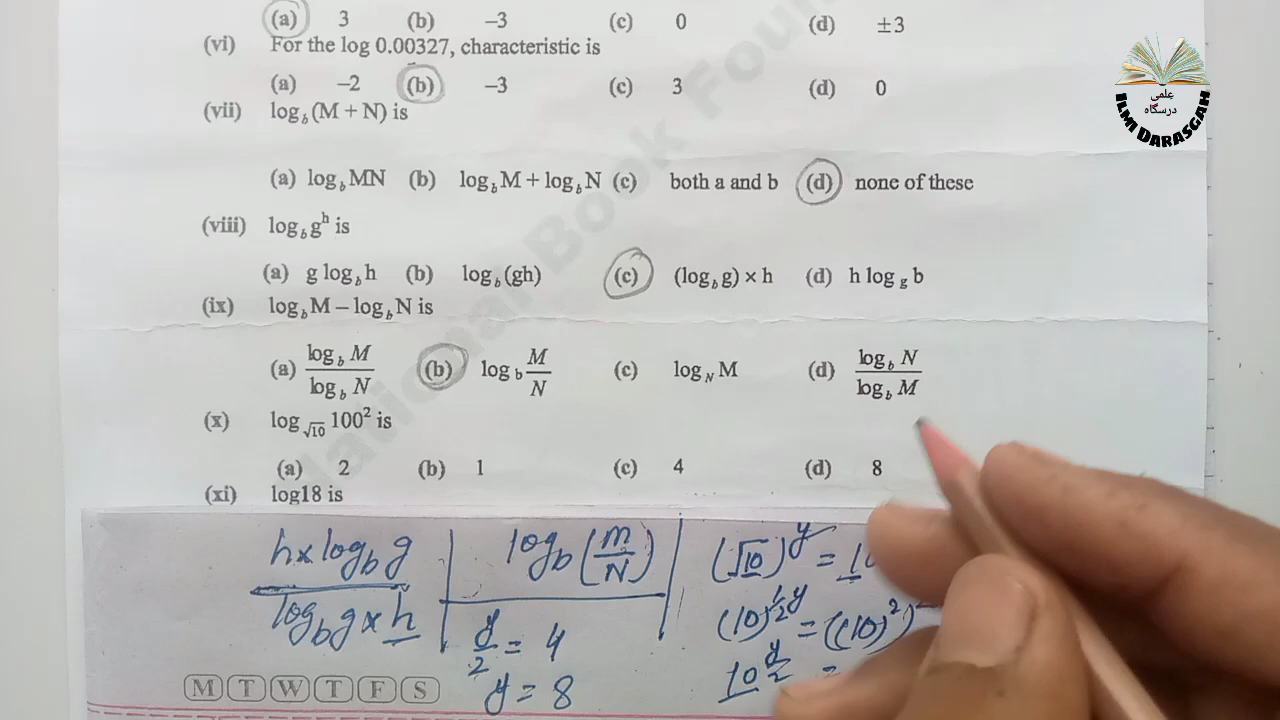 (a) 3 (b) –3 (c) 0 (d) ±3
(vi) For the log 0.00327, characteristic is
(a) –2 (b) –3 (c) 3 (d) 0
(vii) log_b(M + N) is
(a) log_b MN (b) log_b M + log_b N (c) both a and b (d) none of these
(viii) log_b g^h is
(a) g log_b h (b) log_b (gh) (c) (log_b g) × h (d) h log_g b
(ix) log_b M – log_b N is
(a) log_b M / log_b N (b) log_b M/N (c) log_N M (d) log_b N / log_b M
(x) log_√10 100² is
(a) 2 (b) 1 (c) 4 (d) 8
(xi) log18 is
h × log_b g
log_b g × h
log_b (m/N)
y/2 = 4
y = 8
(√10)^y = 10
(10)^½y = ((10)²)
10^y/2 =
M T W T F S
علمی
درسگاہ
ILMI DARASGAH